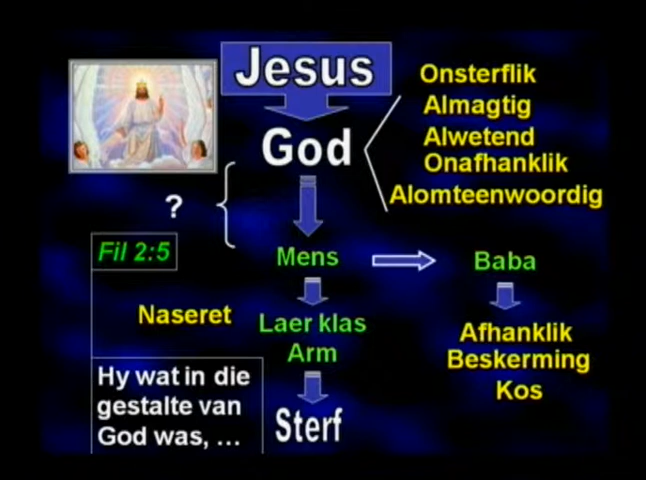 Jesus
God
Onsterflik
Almagtig
Alwetend
Onafhanklik
Alomteenwoordig
?
Fil 2:5
Mens
Baba
Naseret
Laer klas
Arm
Afhanklik
Beskerming
Kos
Hy wat in die
gestalte van
God was, ...
Sterf